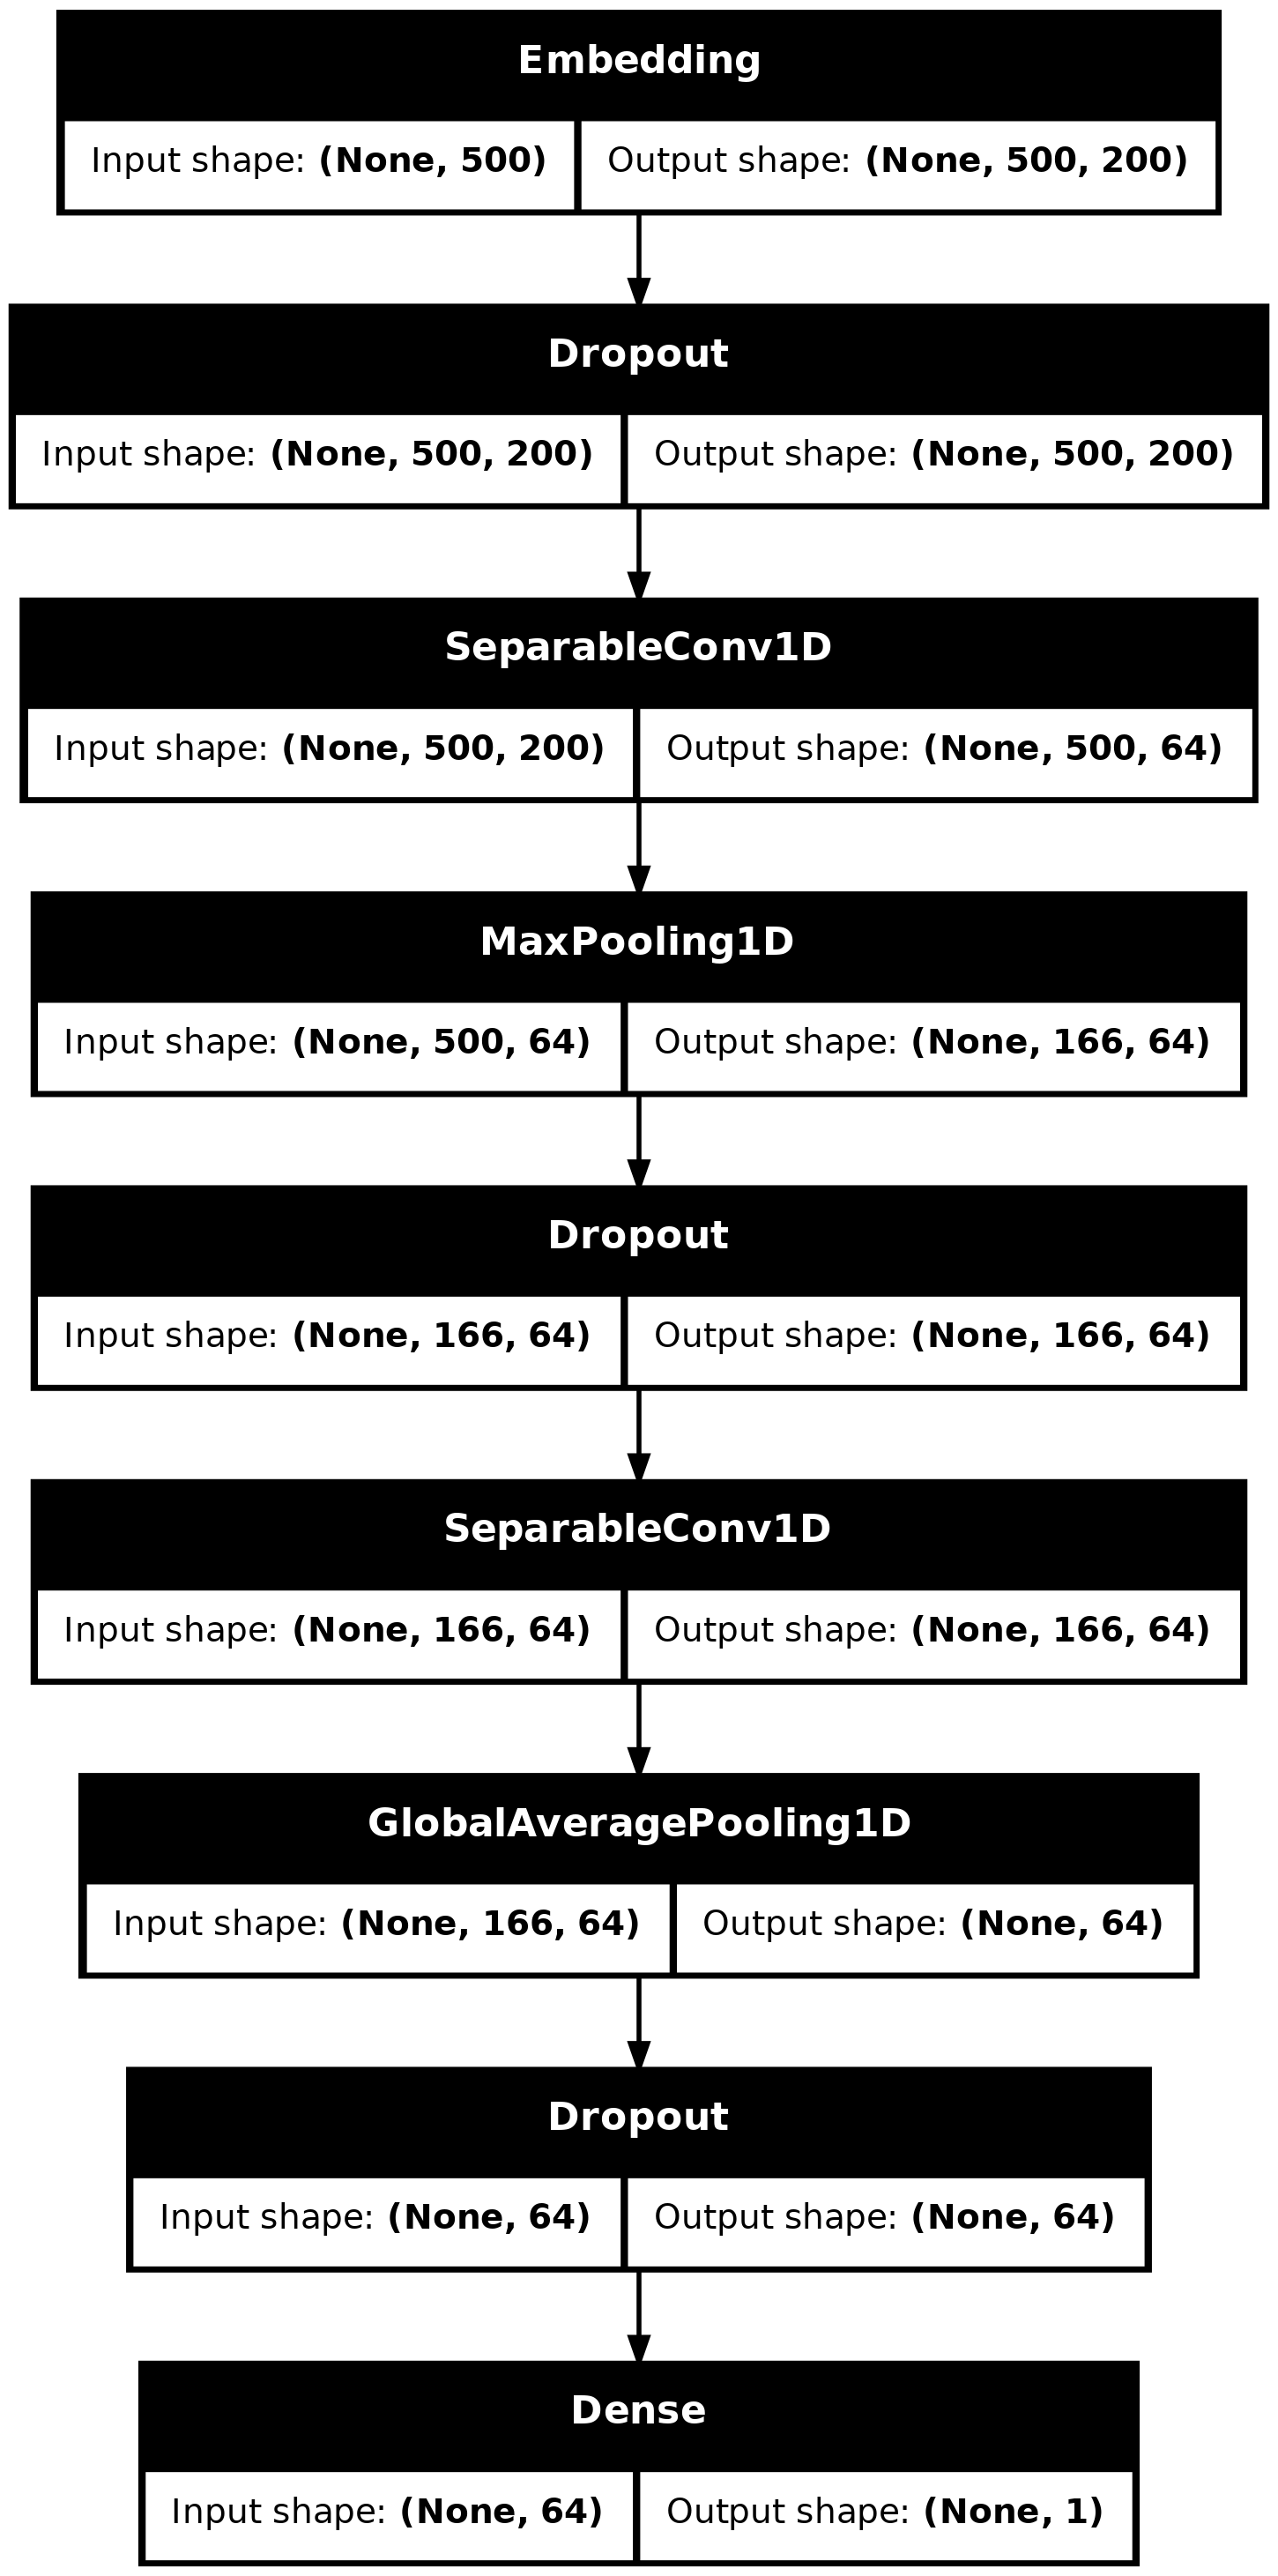 Embedding
Input shape: (None, 500) Output shape: (None, 500, 200)
Dropout
Input shape: (None, 500, 200) Output shape: (None, 500, 200)
SeparableConv1D
Input shape: (None, 500, 200) Output shape: (None, 500, 64)
MaxPooling1D
Input shape: (None, 500, 64) Output shape: (None, 166, 64)
Dropout
Input shape: (None, 166, 64) Output shape: (None, 166, 64)
SeparableConv1D
Input shape: (None, 166, 64) Output shape: (None, 166, 64)
GlobalAveragePooling1D
Input shape: (None, 166, 64) Output shape: (None, 64)
Dropout
Input shape: (None, 64) Output shape: (None, 64)
Dense
Input shape: (None, 64) Output shape: (None, 1)